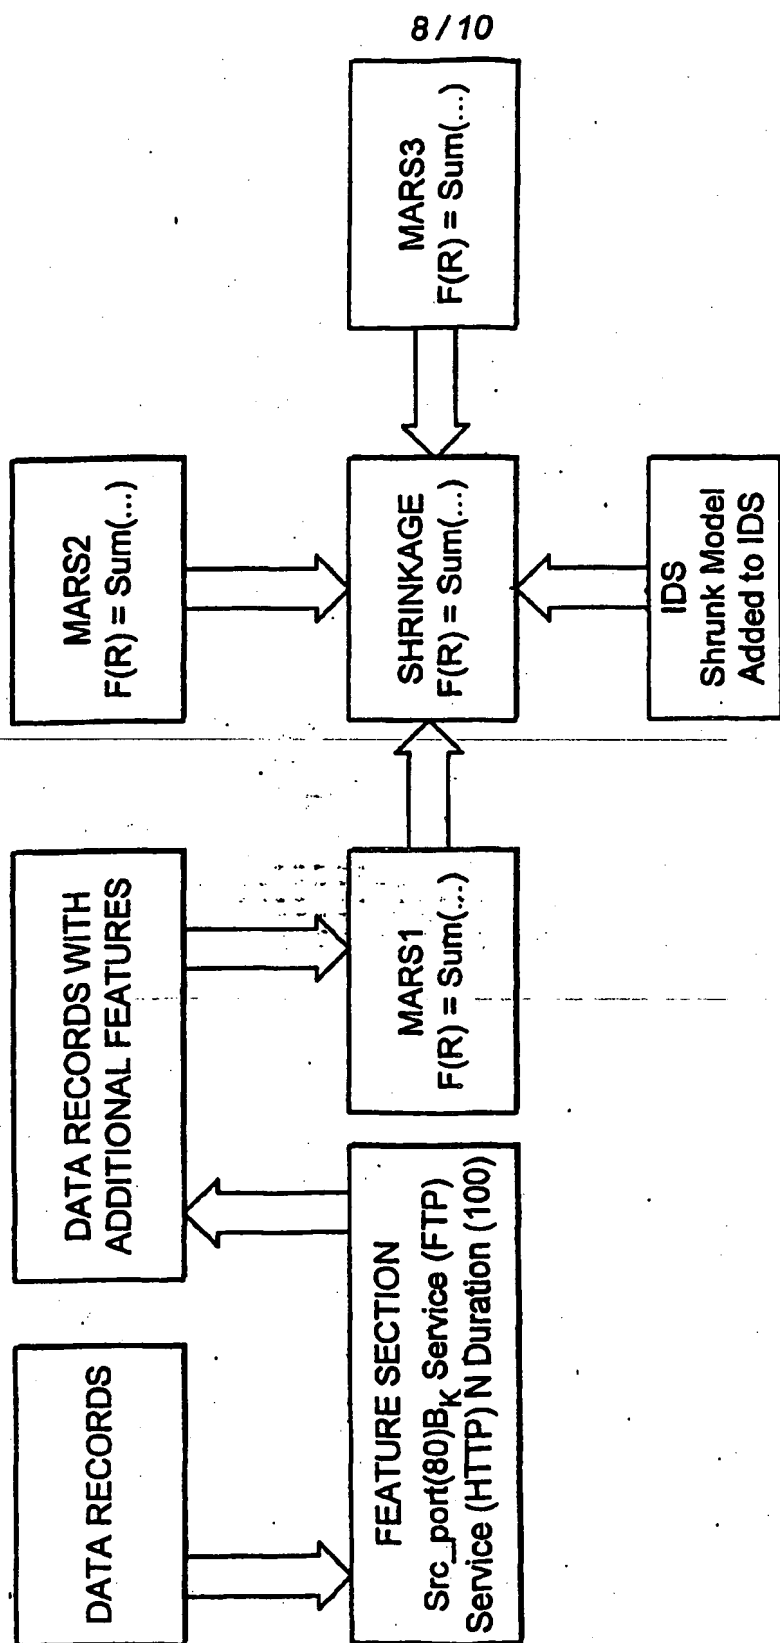 8 / 10
DATA RECORDS
FEATURE SECTION
Src_port(80)BK Service (FTP)
Service (HTTP) N Duration (100)
DATA RECORDS WITH
ADDITIONAL FEATURES
MARS1
F(R) = Sum(...)
MARS2
F(R) = Sum(...)
SHRINKAGE
F(R) = Sum(...)
MARS3
F(R) = Sum(...)
IDS
Shrunk Model
Added to IDS